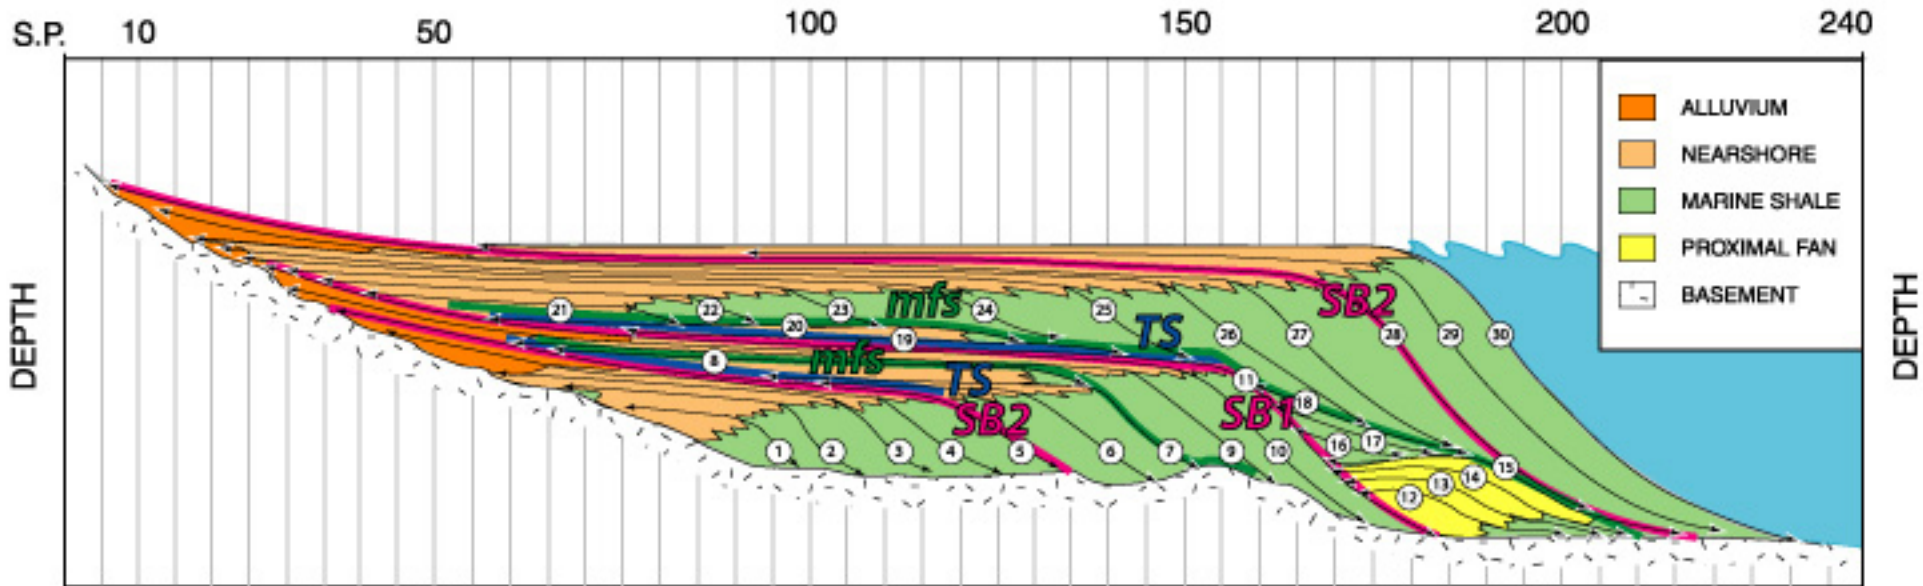 S.P. 10 50 100 150 200 240
ALLUVIUM
NEARSHORE
MARINE SHALE
PROXIMAL FAN
BASEMENT
DEPTH
DEPTH
mfs
SB2
TS
21 22 23 24 25 26 27 28 29 30
20
19
8
mfs
TS
11
SB2
SB1
18
1 2 3 4 5 6 7 9 10
16 17
15
12 13 14